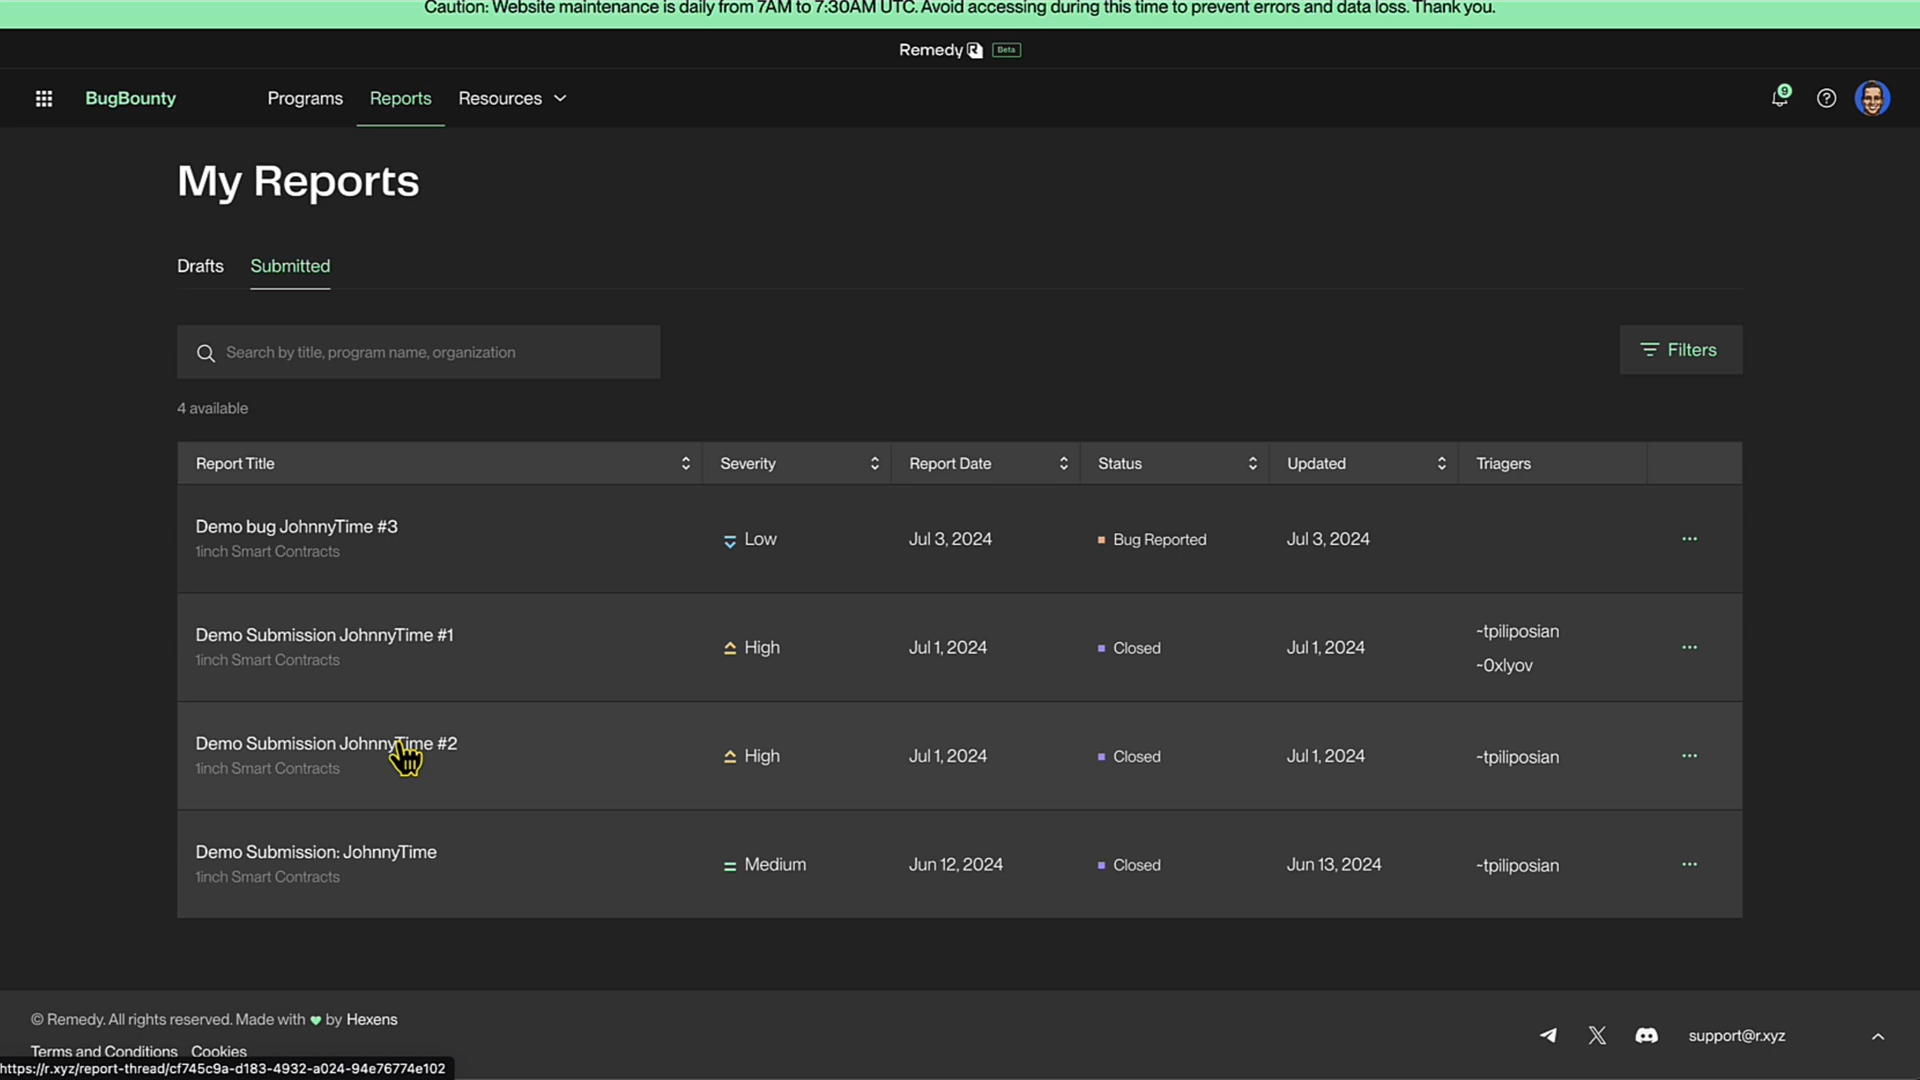 Caution: Website maintenance is daily from 7AM to 7:30AM UTC. Avoid accessing during this time to prevent errors and data loss. Thank you.
Remedy Beta
BugBounty Programs Reports Resources 9
My Reports
Drafts Submitted
Search by title, program name, organization
Filters
4 available
Report Title Severity Report Date Status Updated Triagers
Demo bug JohnnyTime #3
1inch Smart Contracts
Low Jul 3, 2024 Bug Reported Jul 3, 2024
Demo Submission JohnnyTime #1
1inch Smart Contracts
High Jul 1, 2024 Closed Jul 1, 2024
~tpiliposian
~0xlyov
Demo Submission JohnnyTime #2
1inch Smart Contracts
High Jul 1, 2024 Closed Jul 1, 2024 ~tpiliposian
Demo Submission: JohnnyTime
1inch Smart Contracts
Medium Jun 12, 2024 Closed Jun 13, 2024 ~tpiliposian
© Remedy. All rights reserved. Made with ♥ by Hexens
support@r.xyz
Terms and Conditions Cookies
https://r.xyz/report-thread/cf745c9a-d183-4932-a024-94e76774e102